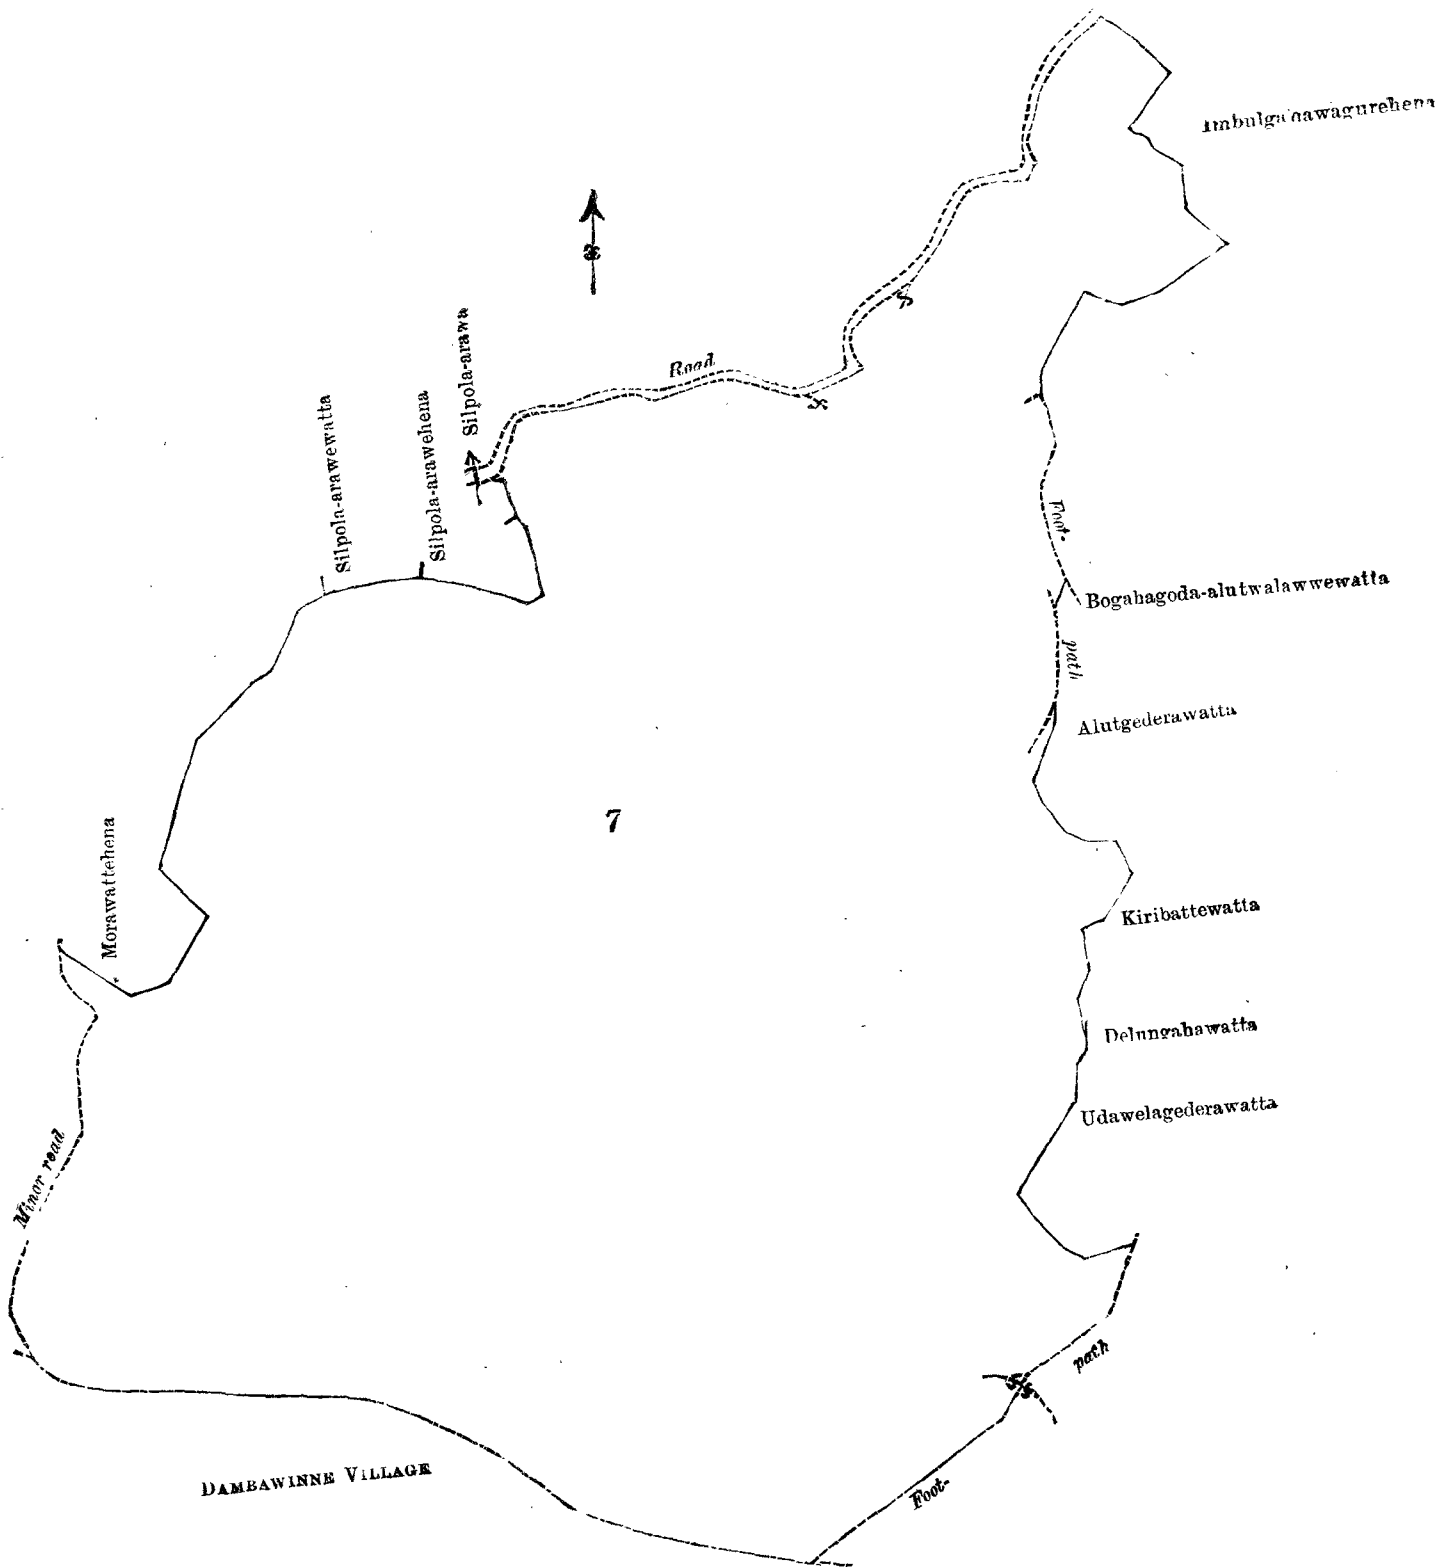 Road
Silpola-arawa
Silpola-arawehena
Silpola-arawewatta
Foot-
Bogahagoda-alutwalawwewatta
path
Alutgederawatta
7
Morawattehena
Kiribattewatta
Delungahawatta
Udawelagederawatta
Minor road
path
Foot-
DAMBAWINNE VILLAGE